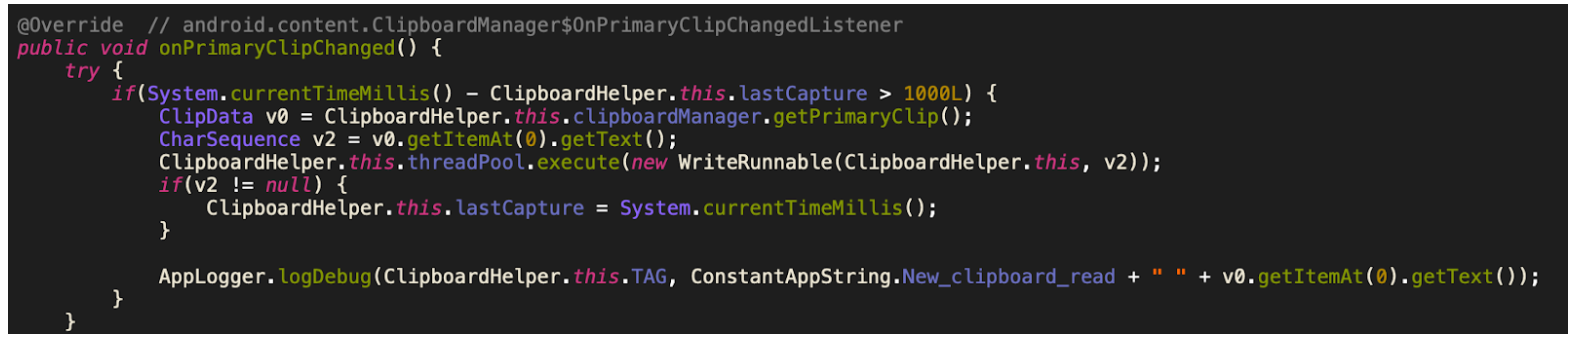 @Override  // android.content.ClipboardManager$OnPrimaryClipChangedListener
public void onPrimaryClipChanged() {
    try {
        if(System.currentTimeMillis() - ClipboardHelper.this.lastCapture > 1000L) {
            ClipData v0 = ClipboardHelper.this.clipboardManager.getPrimaryClip();
            CharSequence v2 = v0.getItemAt(0).getText();
            ClipboardHelper.this.threadPool.execute(new WriteRunnable(ClipboardHelper.this, v2));
            if(v2 != null) {
                ClipboardHelper.this.lastCapture = System.currentTimeMillis();
            }

            AppLogger.logDebug(ClipboardHelper.this.TAG, ConstantAppString.New_clipboard_read + " " + v0.getItemAt(0).getText());
        }
    }